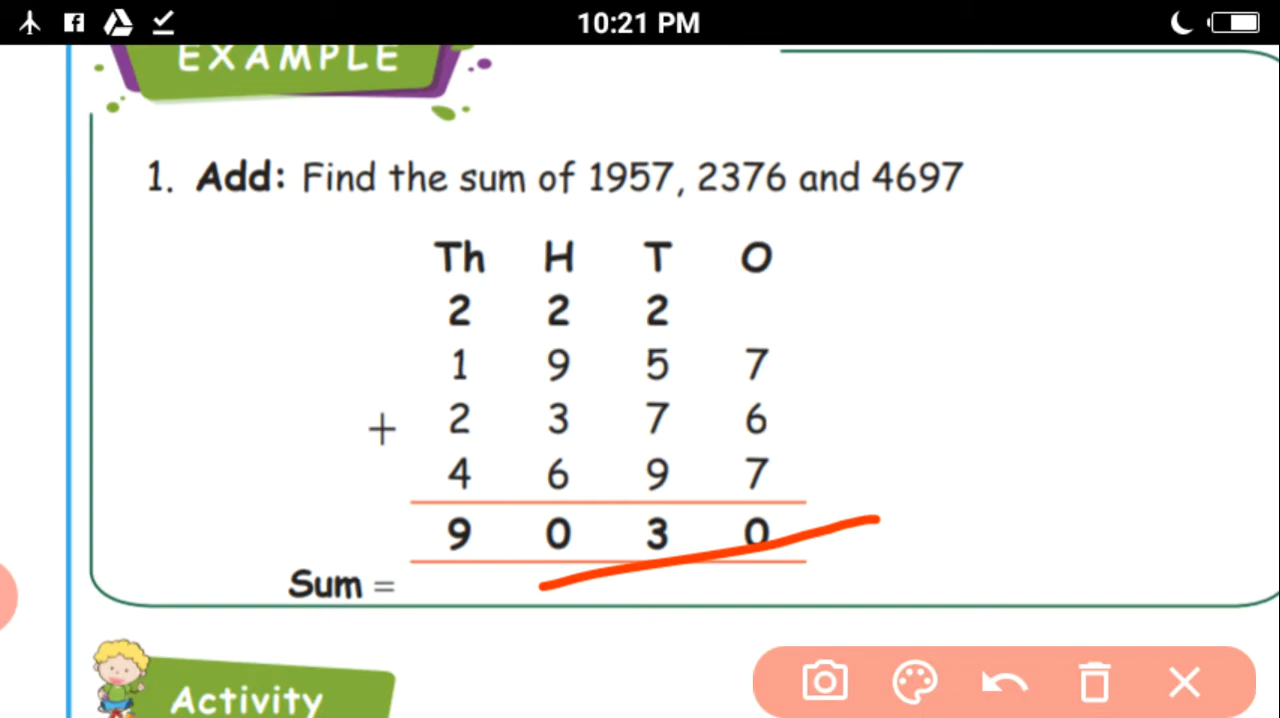 10:21 PM
EXAMPLE
1. Add: Find the sum of 1957, 2376 and 4697
Th H T O
2 2 2
1 9 5 7
+ 2 3 7 6
4 6 9 7
9 0 3 0
Sum =
Activity